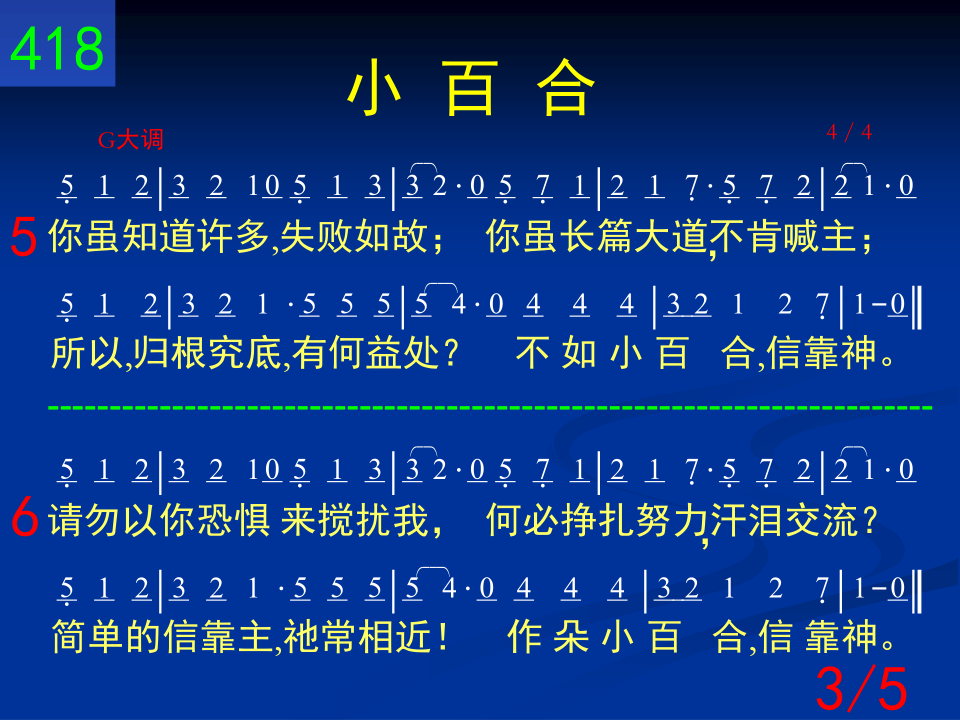 418
小 百 合
G大调
4 / 4
5 1 2|3 2 1 0 5 1 3|3 2·0 5 7 1|2 1 7·5 7 2|2 1·0
5 你虽知道许多,失败如故； 你虽长篇大道,不肯喊主；
5 1 2|3 2 1 ·5 5 5|5 4·0 4 4 4|3 2 1 2 7|1-0‖
所以,归根究底,有何益处？ 不 如 小 百 合,信靠神。
5 1 2|3 2 1 0 5 1 3|3 2·0 5 7 1|2 1 7·5 7 2|2 1·0
6 请勿以你恐惧 来搅扰我， 何必挣扎努力,汗泪交流？
5 1 2|3 2 1 ·5 5 5|5 4·0 4 4 4|3 2 1 2 7|1-0‖
简单的信靠主,祂常相近！ 作 朵 小 百 合,信 靠神。
3/5